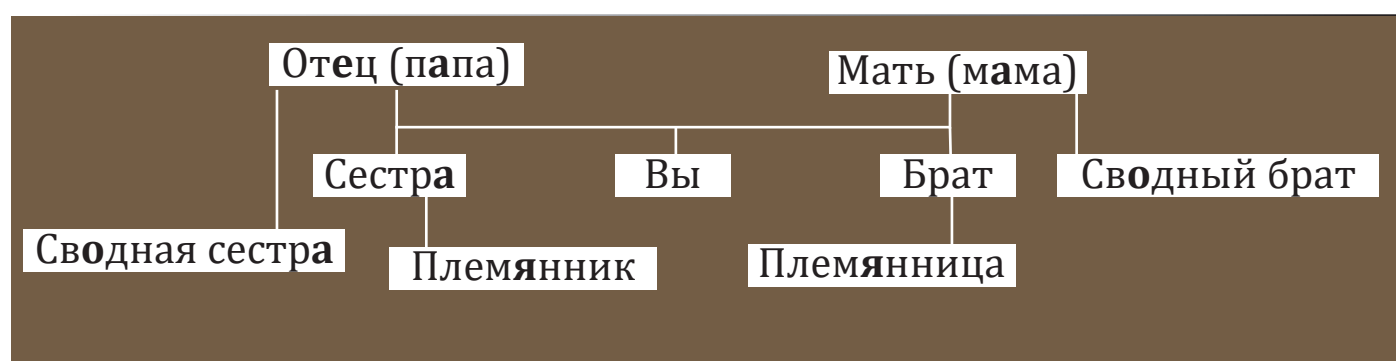 Отец (папа)
Мать (мама)
Сестра
Вы
Брат
Сводный брат
Сводная сестра
Племянник
Племянница